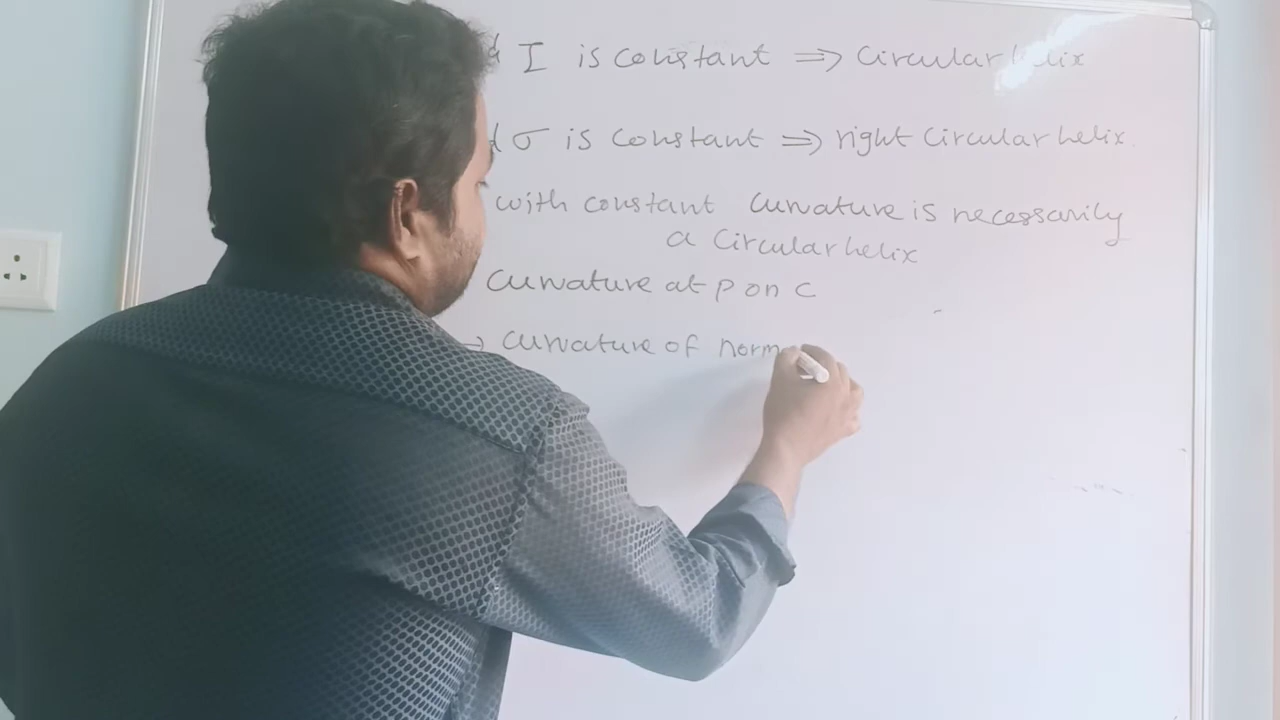 I is constant ⇒ Circular helix
σ is constant ⇒ right Circular helix
with constant Curvature is necessarily
a Circular helix
Curvature at p on c
→ Curvature of norm